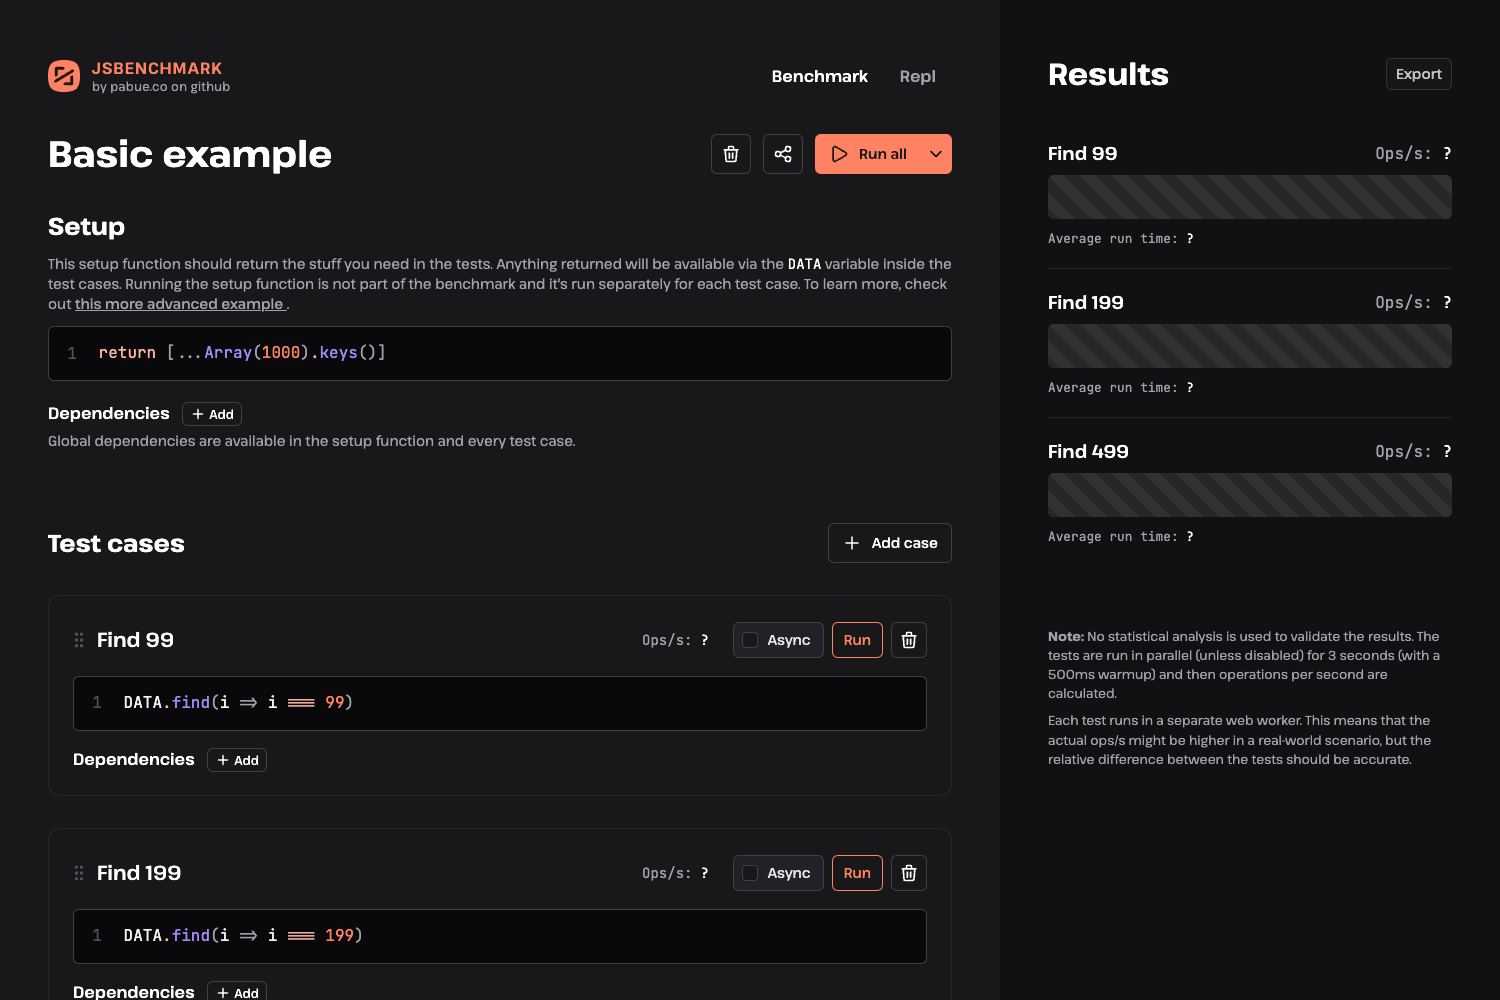 JSBENCHMARK
by pabue.co on github
Benchmark
Repl
Basic example
Run all
Setup
This setup function should return the stuff you need in the tests. Anything returned will be available via the DATA variable inside the
test cases. Running the setup function is not part of the benchmark and it's run separately for each test case. To learn more, check
out this more advanced example .
1 return [...Array(1000).keys()]
Dependencies + Add
Global dependencies are available in the setup function and every test case.
Test cases
+ Add case
Find 99
Ops/s: ?
Async
Run
1 DATA.find(i => i === 99)
Dependencies + Add
Find 199
Ops/s: ?
Async
Run
1 DATA.find(i => i === 199)
Dependencies + Add
Results
Export
Find 99
Ops/s: ?
Average run time: ?
Find 199
Ops/s: ?
Average run time: ?
Find 499
Ops/s: ?
Average run time: ?
Note: No statistical analysis is used to validate the results. The
tests are run in parallel (unless disabled) for 3 seconds (with a
500ms warmup) and then operations per second are
calculated.
Each test runs in a separate web worker. This means that the
actual ops/s might be higher in a real-world scenario, but the
relative difference between the tests should be accurate.